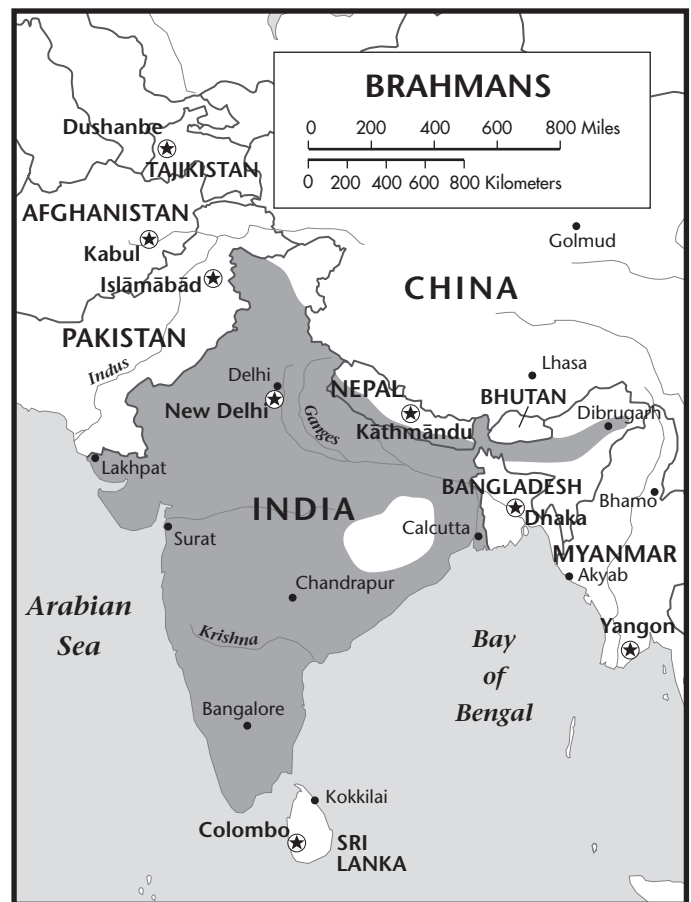 BRAHMANS
0 200 400 600 800 Miles
0 200 400 600 800 Kilometers
Dushanbe
TAJIKISTAN
AFGHANISTAN
Kabul
Islāmābād
PAKISTAN
Indus
Golmud
CHINA
Lhasa
Delhi
New Delhi
NEPAL
Kāthmāndu
Ganges
BHUTAN
Dibrugarh
Lakhpat
BANGLADESH
Dhaka
Bhamo
INDIA
Calcutta
Surat
MYANMAR
Akyab
Chandrapur
Arabian
Sea
Krishna
Yangon
Bay
of
Bengal
Bangalore
Kokkilai
Colombo
SRI
LANKA